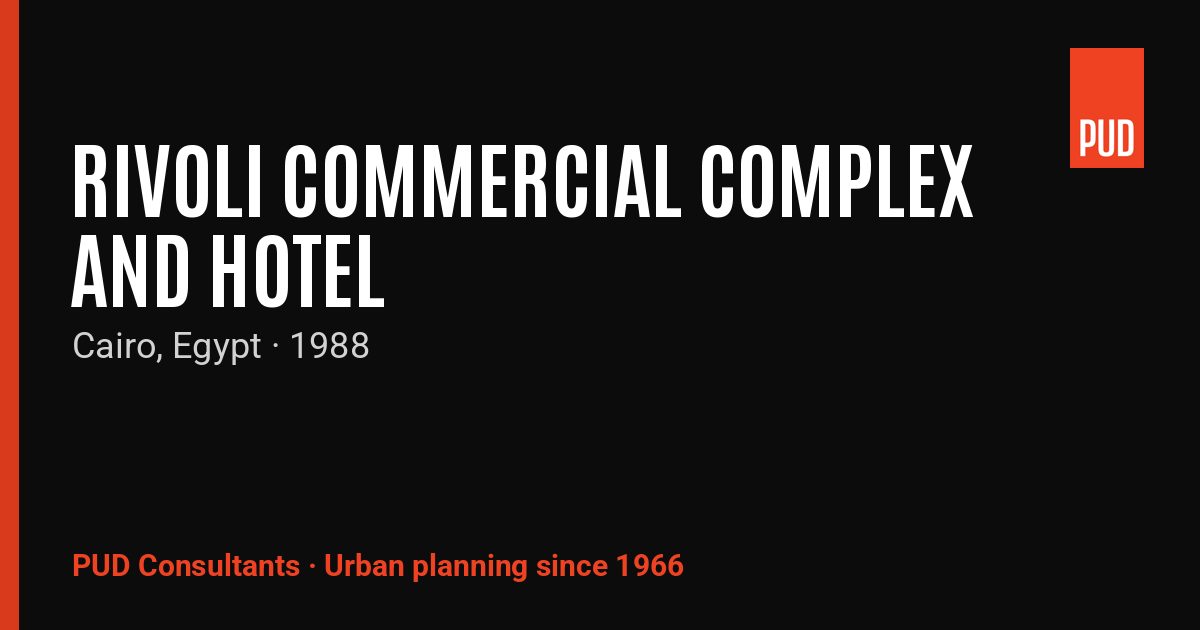 PUD
RIVOLI COMMERCIAL COMPLEX
AND HOTEL
Cairo, Egypt · 1988
PUD Consultants · Urban planning since 1966